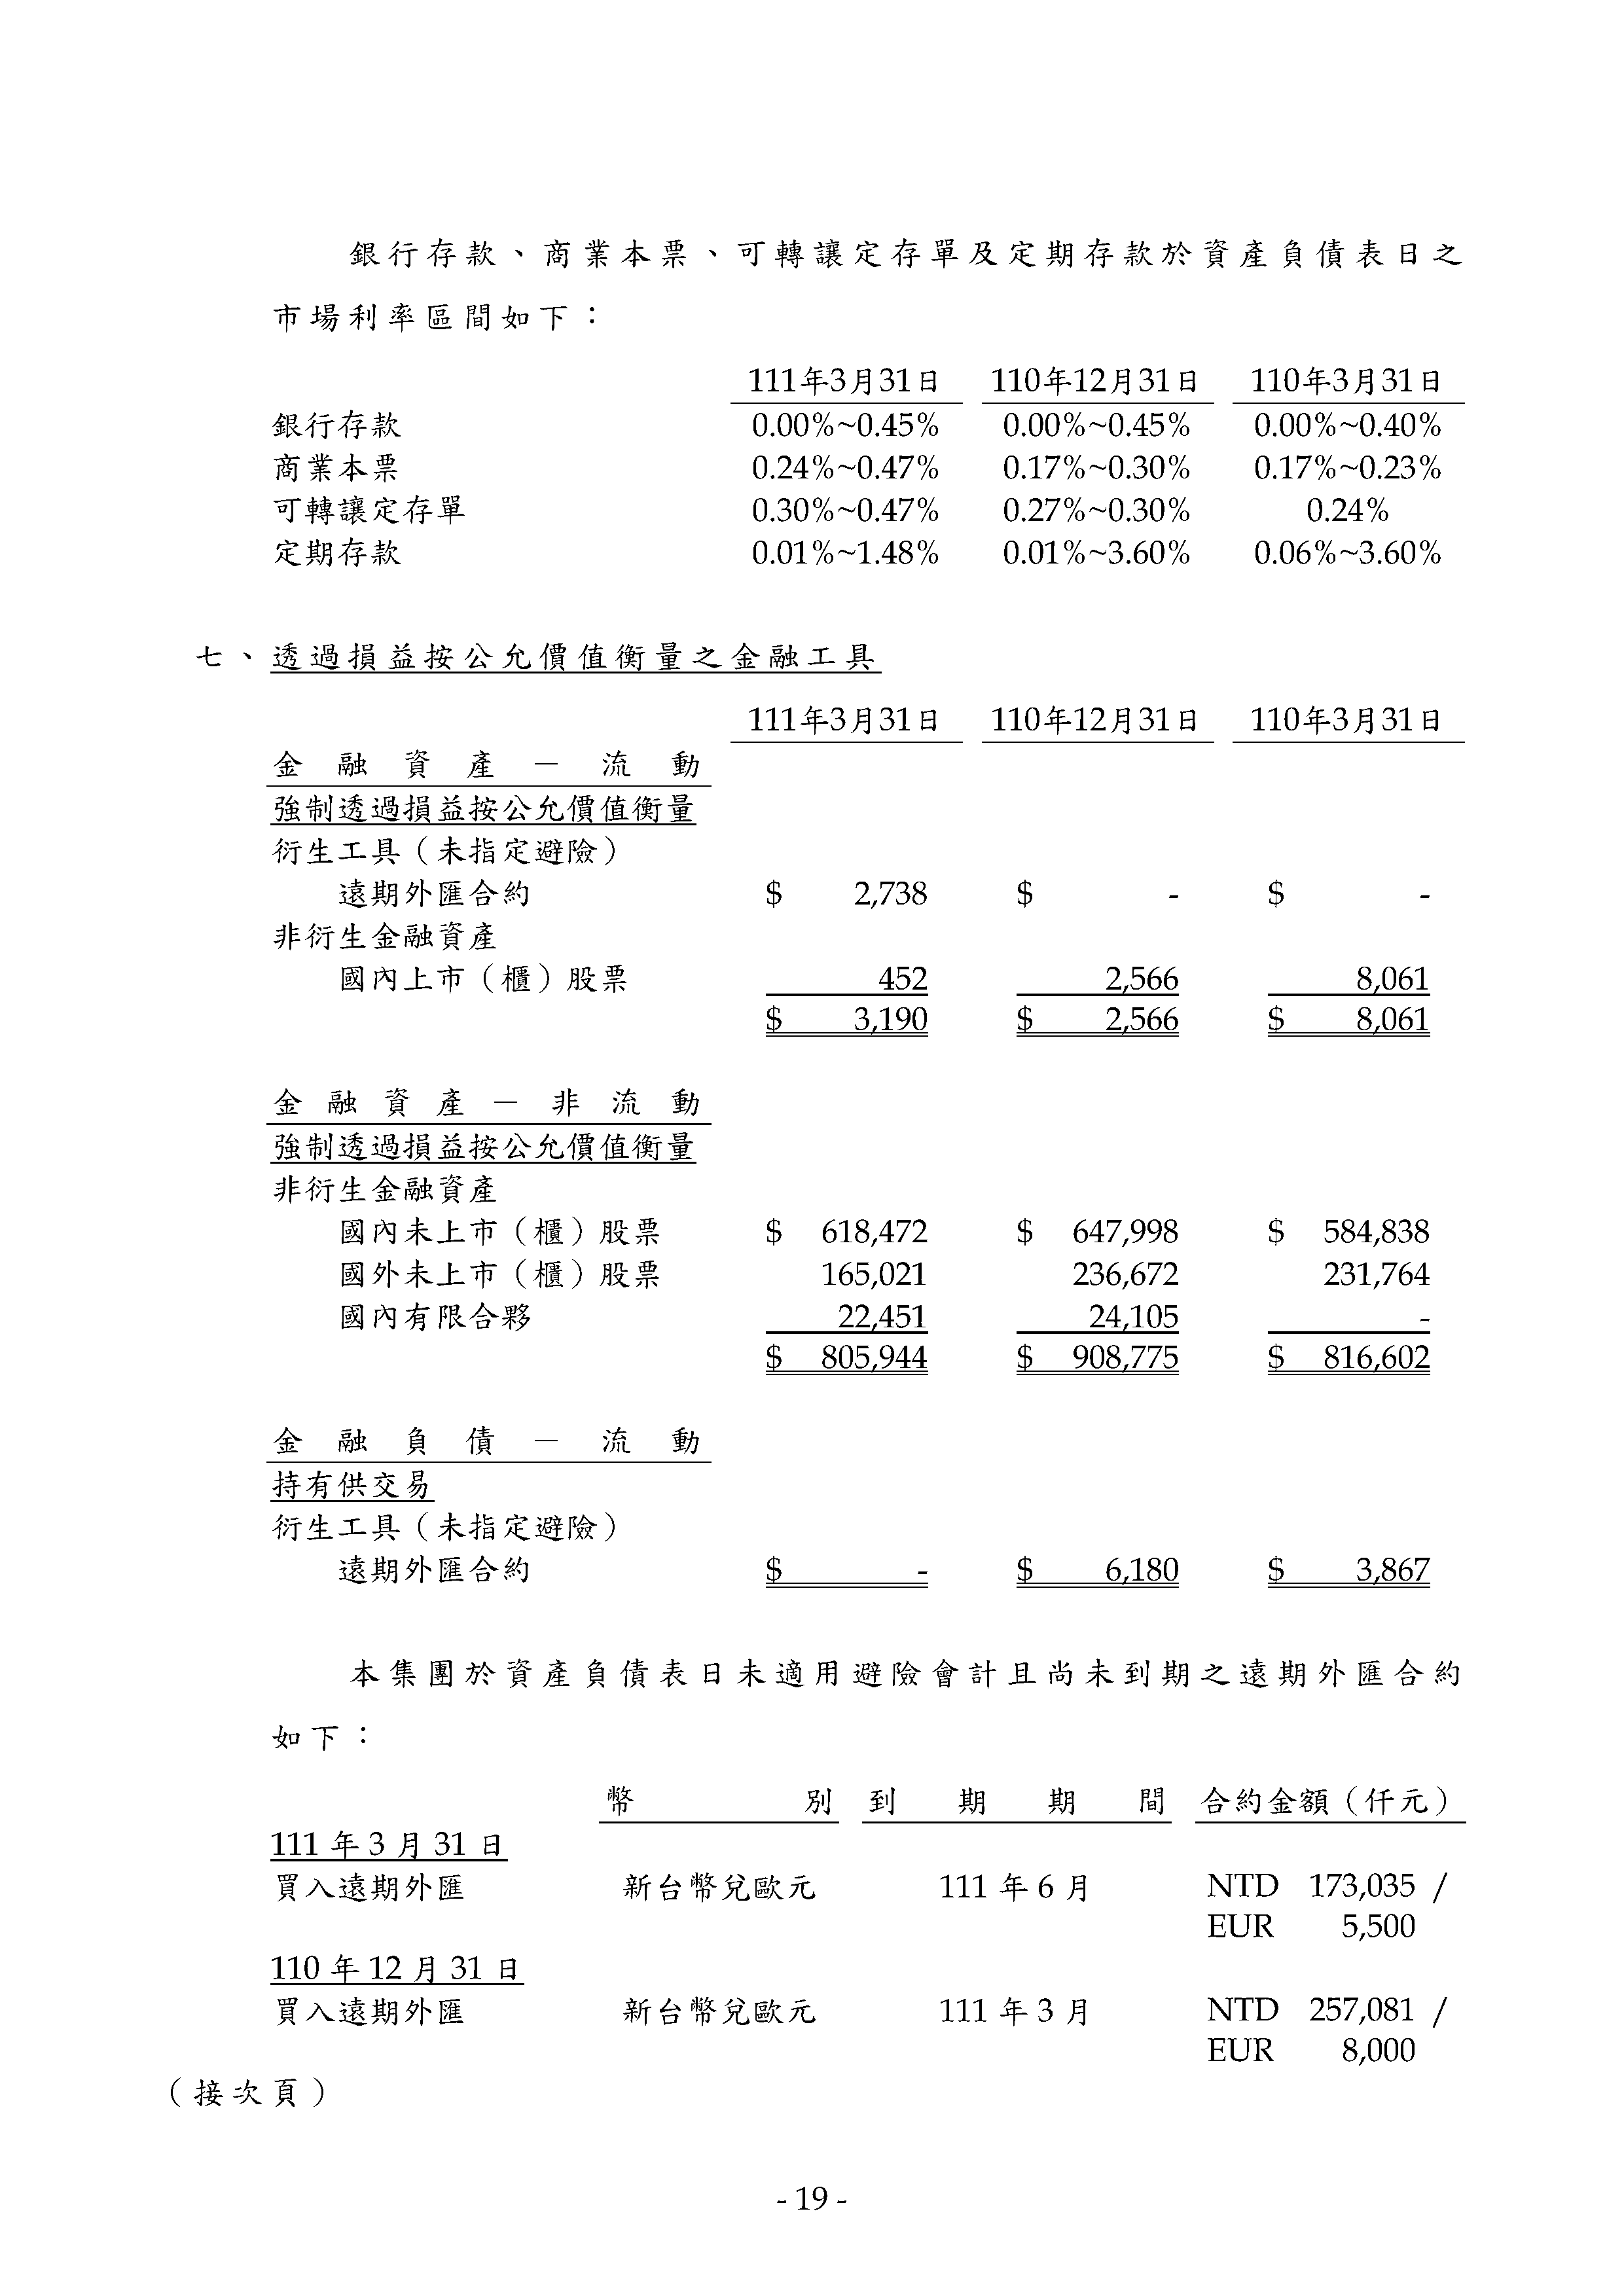 銀行存款、商業本票、可轉讓定存單及定期存款於資產負債表日之
市場利率區間如下：
111年3月31日 110年12月31日 110年3月31日
銀行存款 0.00%~0.45% 0.00%~0.45% 0.00%~0.40%
商業本票 0.24%~0.47% 0.17%~0.30% 0.17%~0.23%
可轉讓定存單 0.30%~0.47% 0.27%~0.30% 0.24%
定期存款 0.01%~1.48% 0.01%~3.60% 0.06%~3.60%
七、透過損益按公允價值衡量之金融工具
111年3月31日 110年12月31日 110年3月31日
金融資產－流動
強制透過損益按公允價值衡量
衍生工具（未指定避險）
遠期外匯合約 $ 2,738 $ - $ -
非衍生金融資產
國內上市（櫃）股票 452 2,566 8,061
$ 3,190 $ 2,566 $ 8,061
金融資產－非流動
強制透過損益按公允價值衡量
非衍生金融資產
國內未上市（櫃）股票 $ 618,472 $ 647,998 $ 584,838
國外未上市（櫃）股票 165,021 236,672 231,764
國內有限合夥 22,451 24,105 -
$ 805,944 $ 908,775 $ 816,602
金融負債－流動
持有供交易
衍生工具（未指定避險）
遠期外匯合約 $ - $ 6,180 $ 3,867
本集團於資產負債表日未適用避險會計且尚未到期之遠期外匯合約
如下：
幣別 到期期間 合約金額（仟元）
111 年 3 月 31 日
買入遠期外匯 新台幣兌歐元 111 年 6 月 NTD 173,035 /
EUR 5,500
110 年 12 月 31 日
買入遠期外匯 新台幣兌歐元 111 年 3 月 NTD 257,081 /
EUR 8,000
（接次頁）
- 19 -